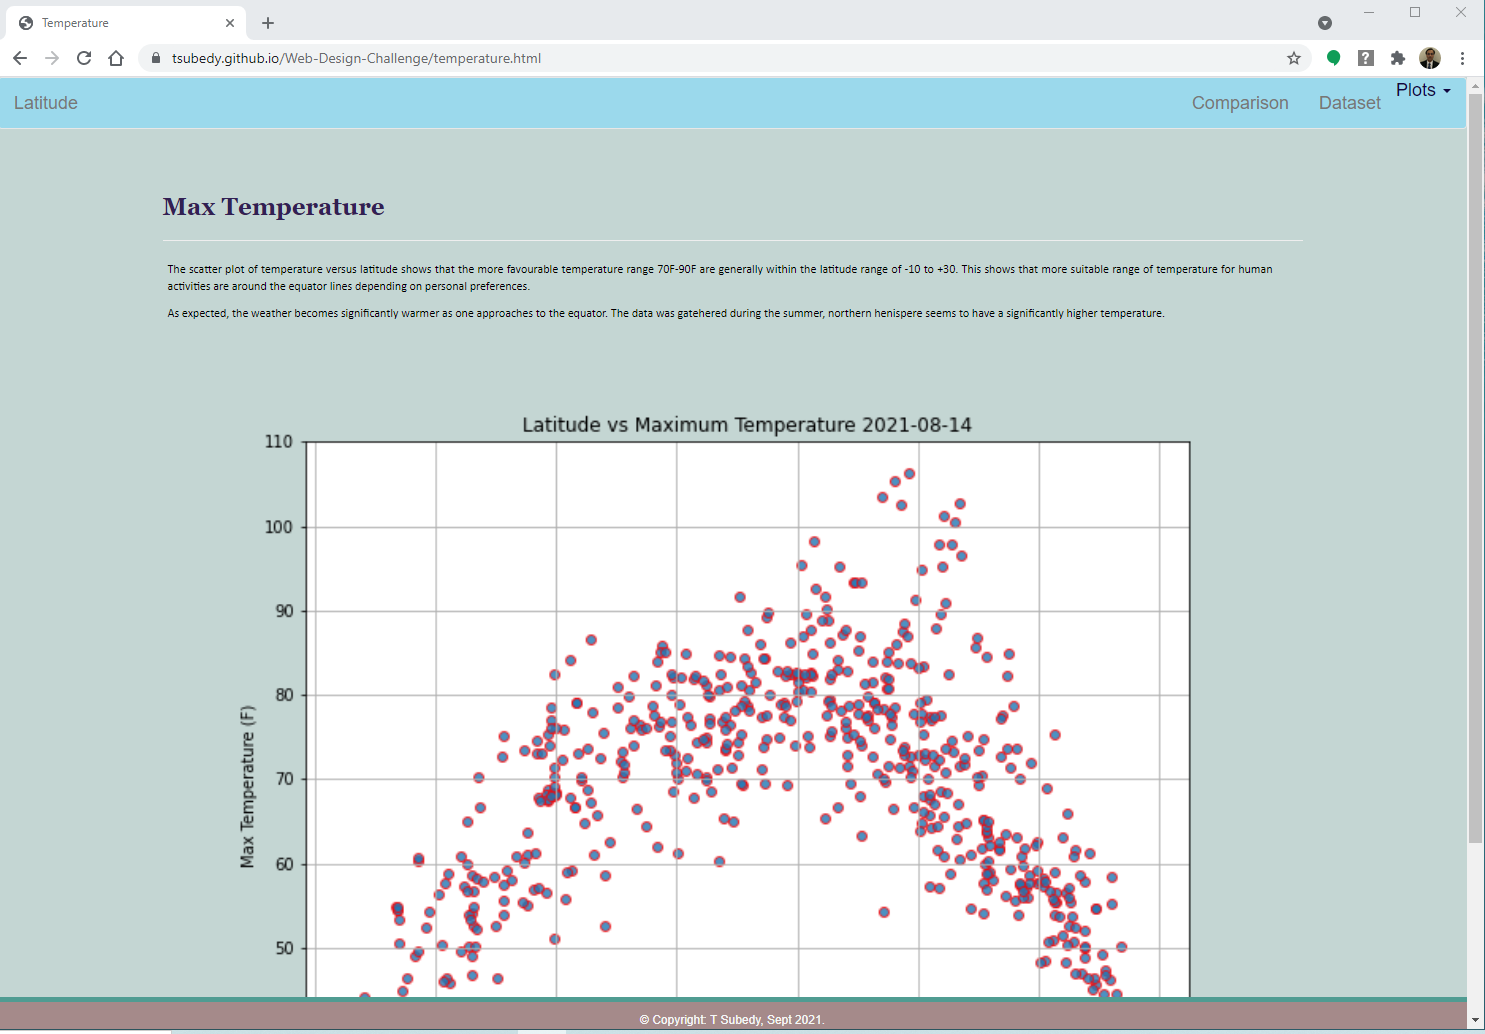 Temperature
tsubedy.github.io/Web-Design-Challenge/temperature.html
Latitude
Comparison
Dataset
Plots
Max Temperature
The scatter plot of temperature versus latitude shows that the more favourable temperature range 70F-90F are generally within the latitude range of -10 to +30. This shows that more suitable range of temperature for human
activities are around the equator lines depending on personal preferences.
As expected, the weather becomes significantly warmer as one approaches to the equator. The data was gatehered during the summer, northern henispere seems to have a significantly higher temperature.
Latitude vs Maximum Temperature 2021-08-14
110
100
90
80
70
60
50
Max Temperature (F)
© Copyright: T Subedy, Sept 2021.